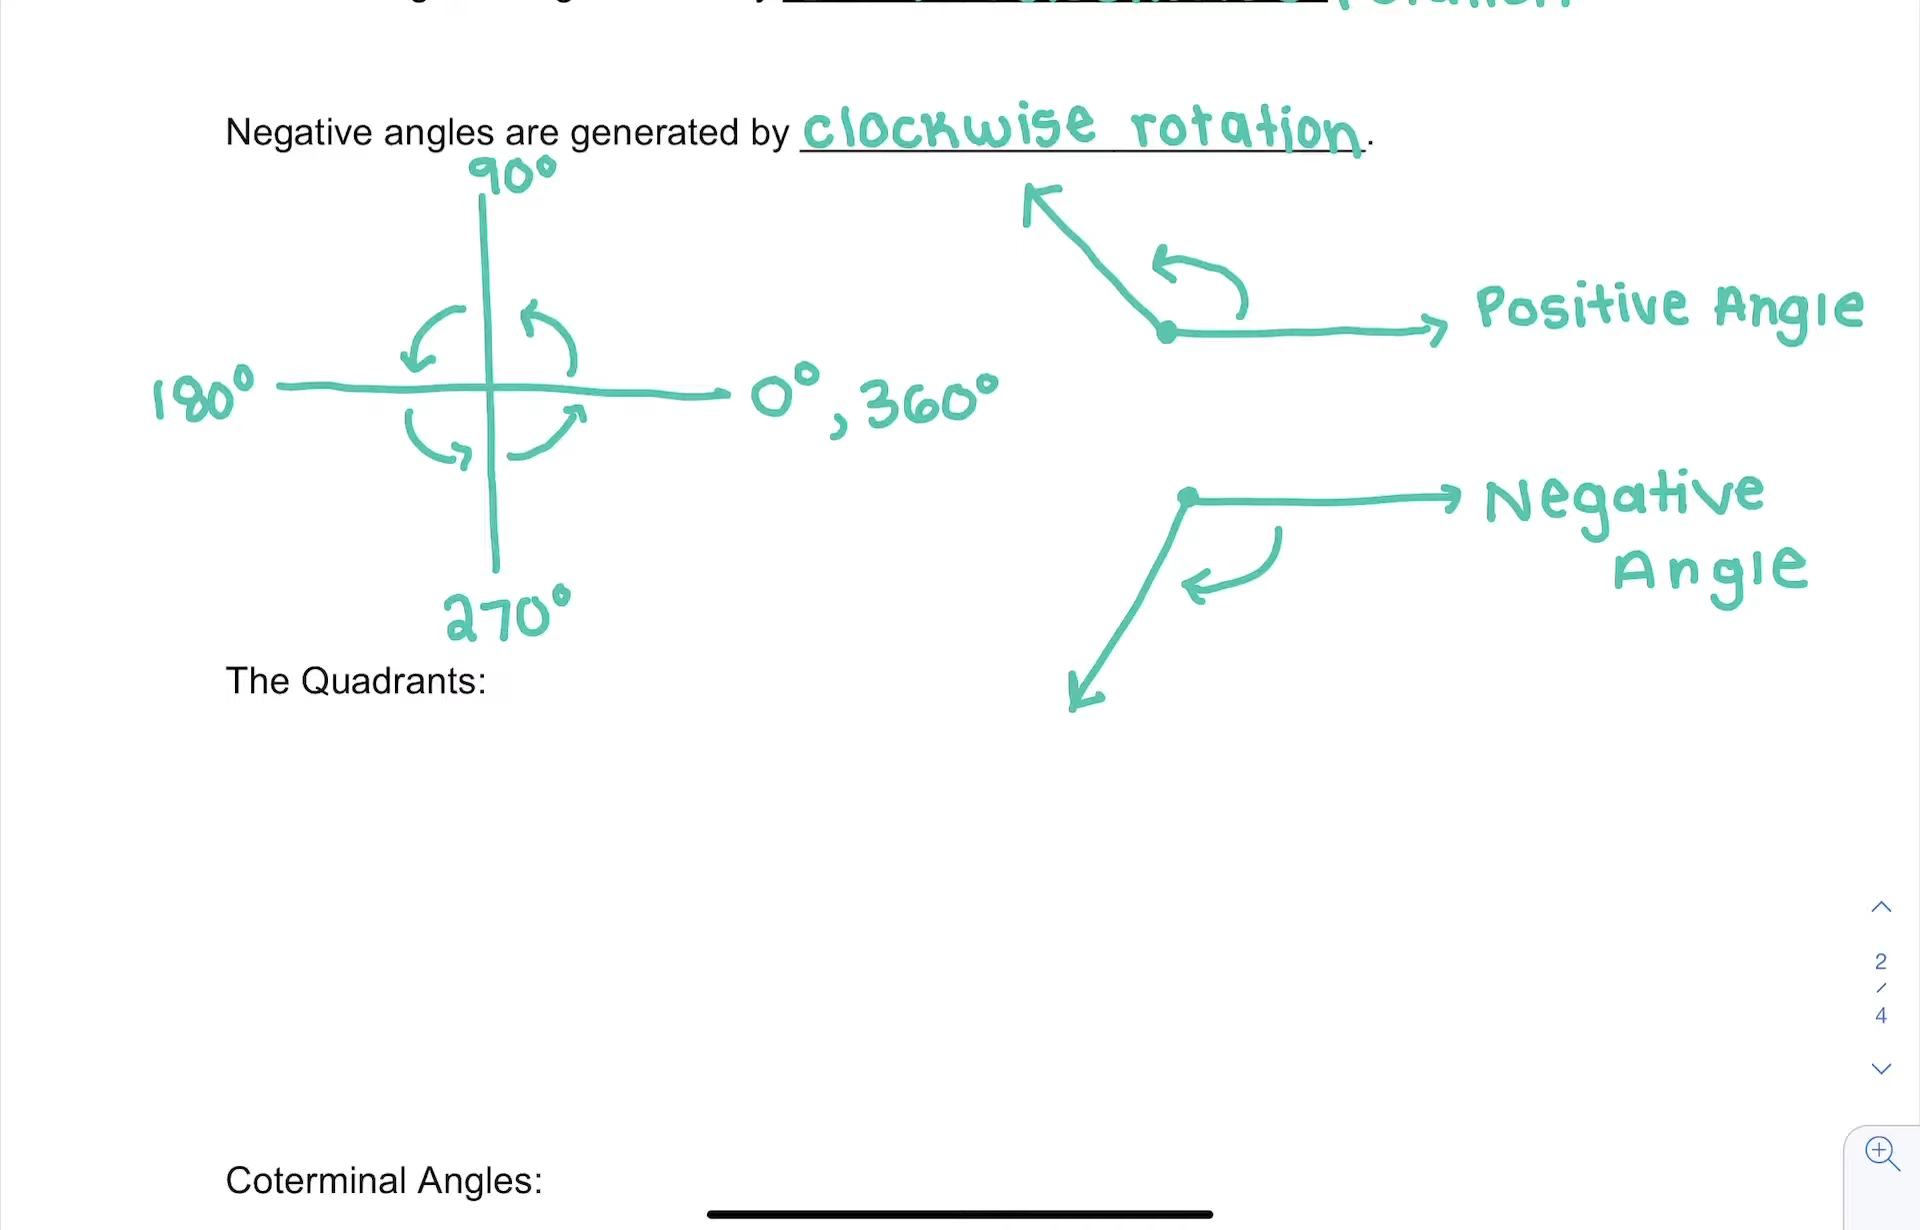 rotation
Negative angles are generated by clockwise rotation.
90°
Positive Angle
180°
0°, 360°
Negative
Angle
270°
The Quadrants:
2
/
4
Coterminal Angles: